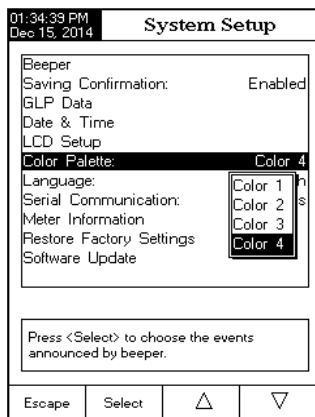 01:34:39 PM
Dec 15, 2014
System Setup
Beeper
Saving Confirmation: Enabled
GLP Data
Date & Time
LCD Setup
Color Palette: Color 4
Language: h
Serial Communication: s
Meter Information
Restore Factory Settings
Software Update
Color 1
Color 2
Color 3
Color 4
Press <Select> to choose the events
announced by beeper.
Escape Select